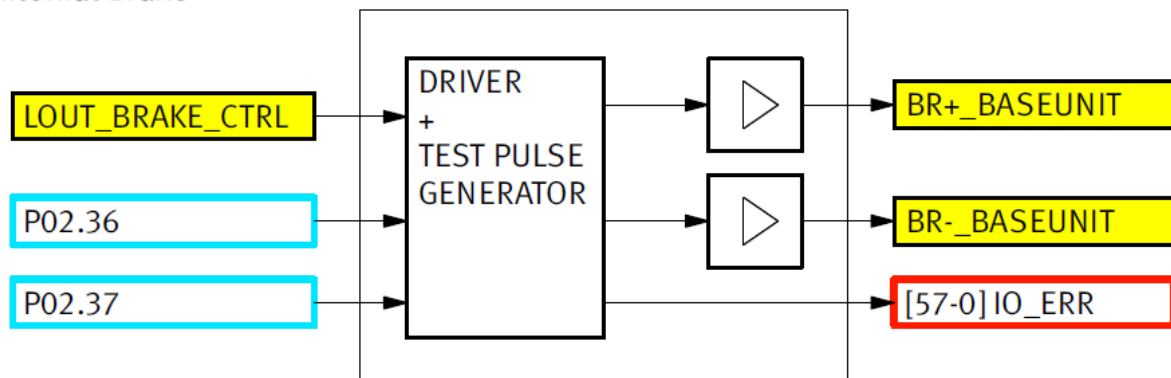 LOUT_BRAKE_CTRL
P02.36
P02.37
DRIVER
+
TEST PULSE
GENERATOR
BR+_BASEUNIT
BR-_BASEUNIT
[57-0] IO_ERR